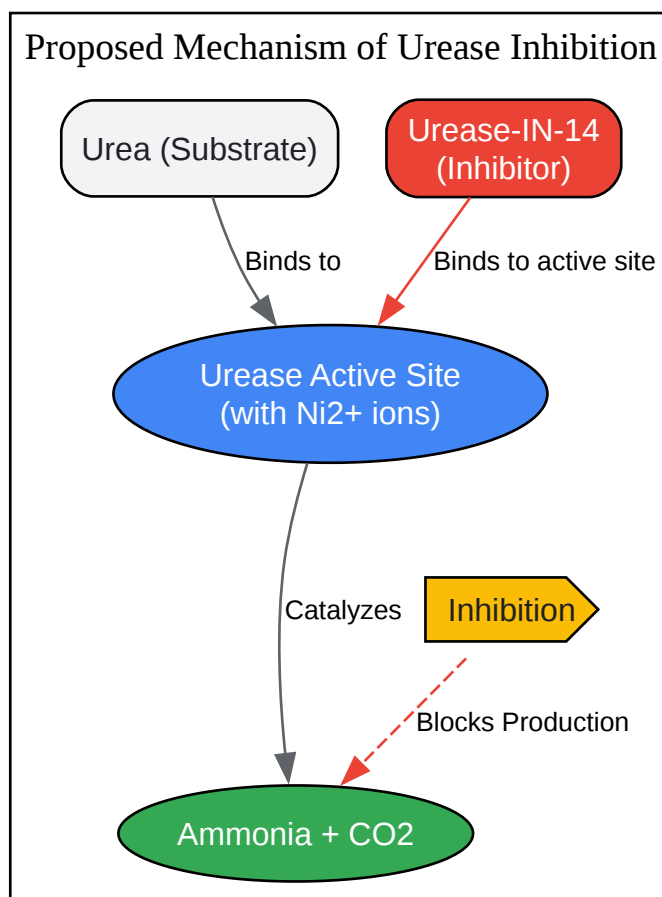 Proposed Mechanism of Urease Inhibition
Urea (Substrate)
Urease-IN-14
(Inhibitor)
Binds to
Binds to active site
Urease Active Site
(with Ni2+ ions)
Catalyzes
Inhibition
Blocks Production
Ammonia + CO2